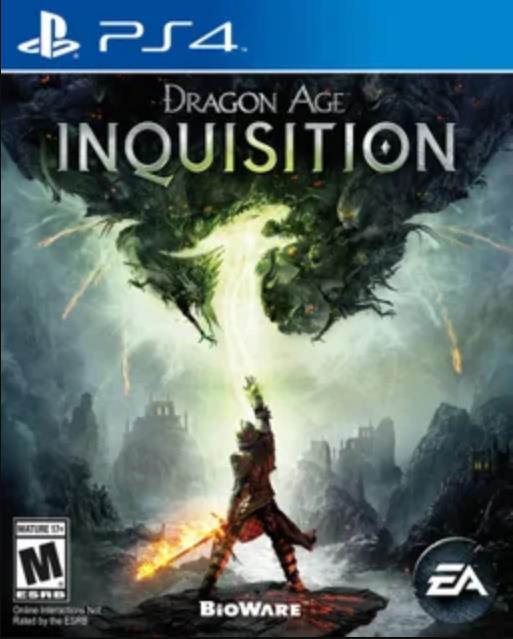 PS4
DRAGON AGE
INQUISITION
MATURE 17+
M
ESRB
Online Interactions Not
Rated by the ESRB
BIOWARE
EA